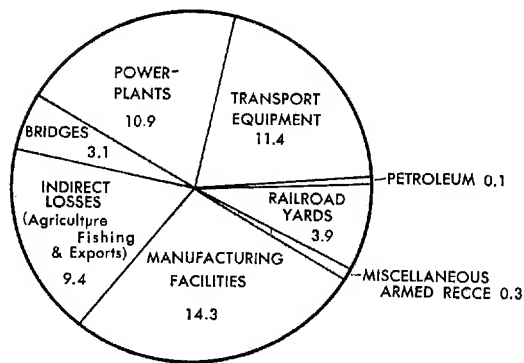 POWER-
PLANTS
10.9
TRANSPORT
EQUIPMENT
11.4
PETROLEUM 0.1
RAILROAD
YARDS
3.9
MISCELLANEOUS
ARMED RECCE 0.3
MANUFACTURING
FACILITIES
14.3
INDIRECT
LOSSES
(Agriculture
Fishing
& Exports)
9.4
BRIDGES
3.1